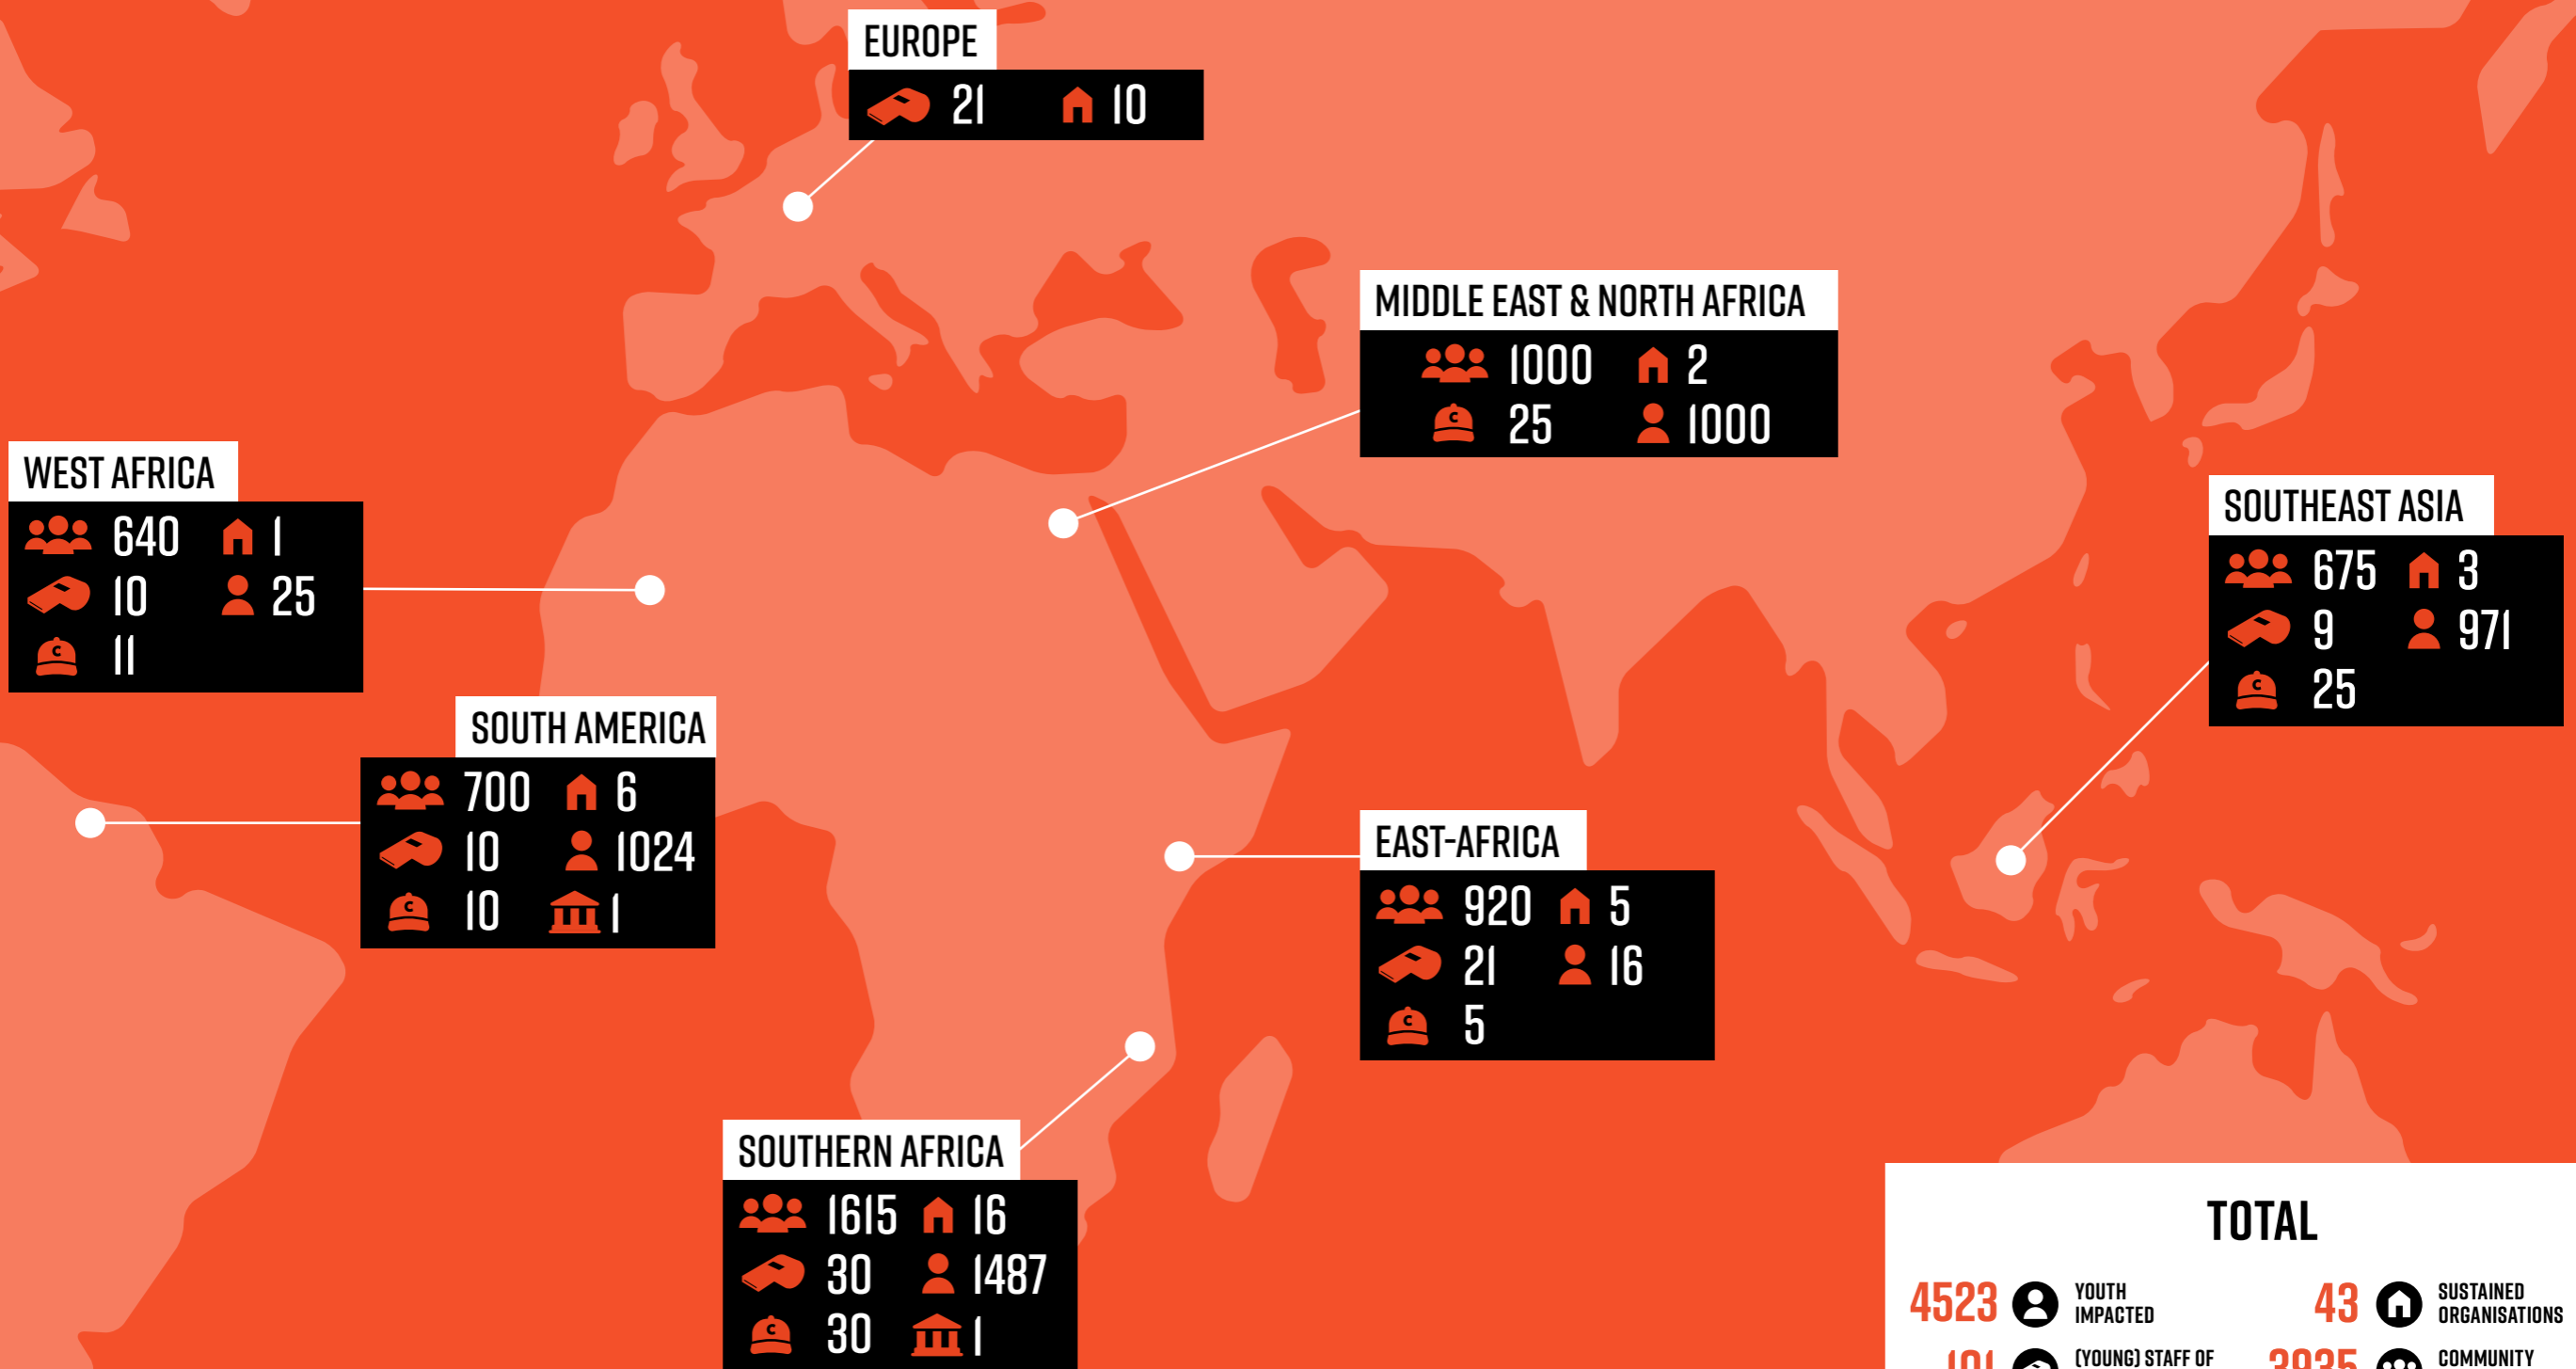 EUROPE
21 10
MIDDLE EAST & NORTH AFRICA
1000 2
C 25 1000
WEST AFRICA
640 1
10 25
C 11
SOUTHEAST ASIA
675 3
9 971
C 25
SOUTH AMERICA
700 6
10 1024
C 10 1
EAST-AFRICA
920 5
21 16
C 5
SOUTHERN AFRICA
1615 16
30 1487
C 30 1
TOTAL
4523 YOUTH IMPACTED
43 SUSTAINED ORGANISATIONS
101 (YOUNG) STAFF OF
3935 COMMUNITY